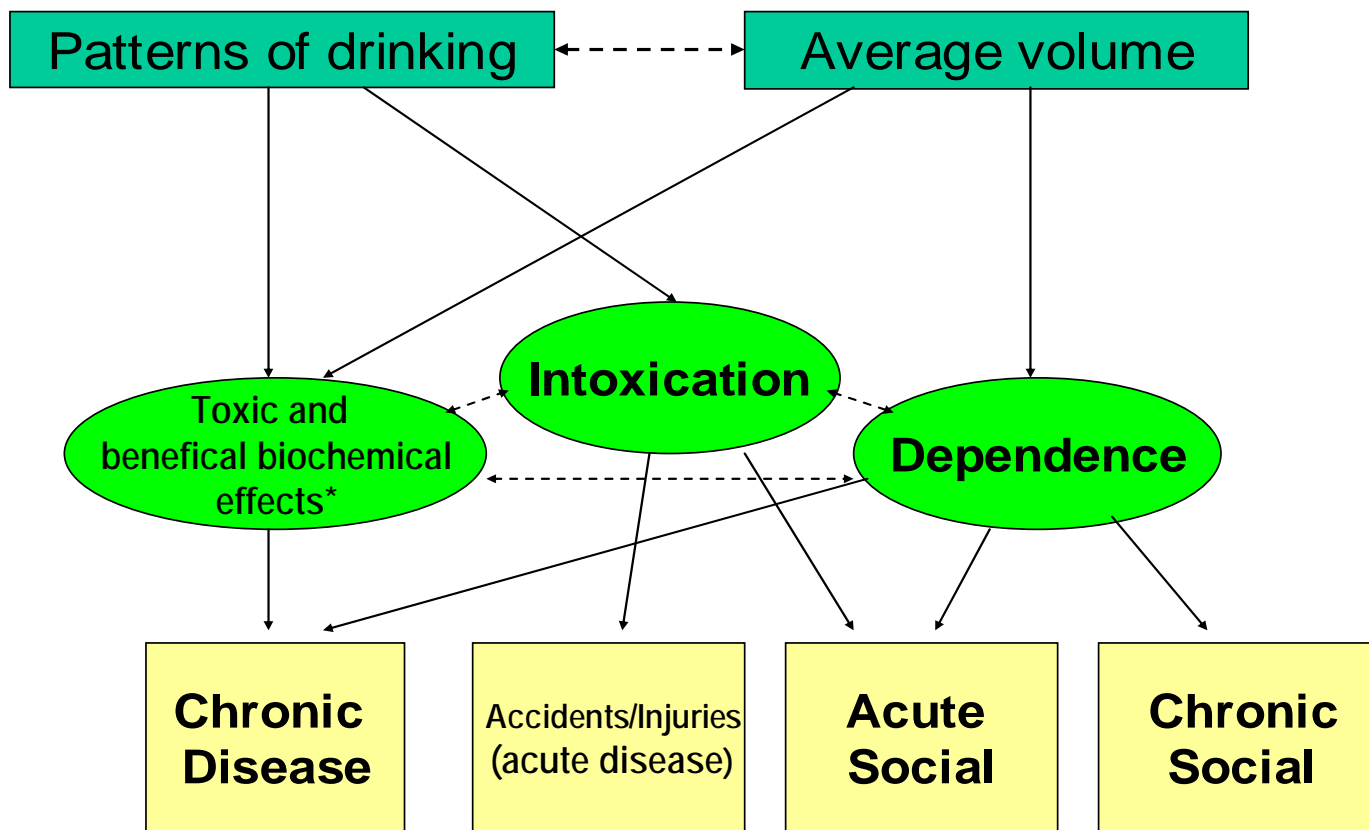 Patterns of drinking
Average volume
Intoxication
Toxic and
benefical biochemical
effects*
Dependence
Chronic
Disease
Accidents/Injuries
(acute disease)
Acute
Social
Chronic
Social